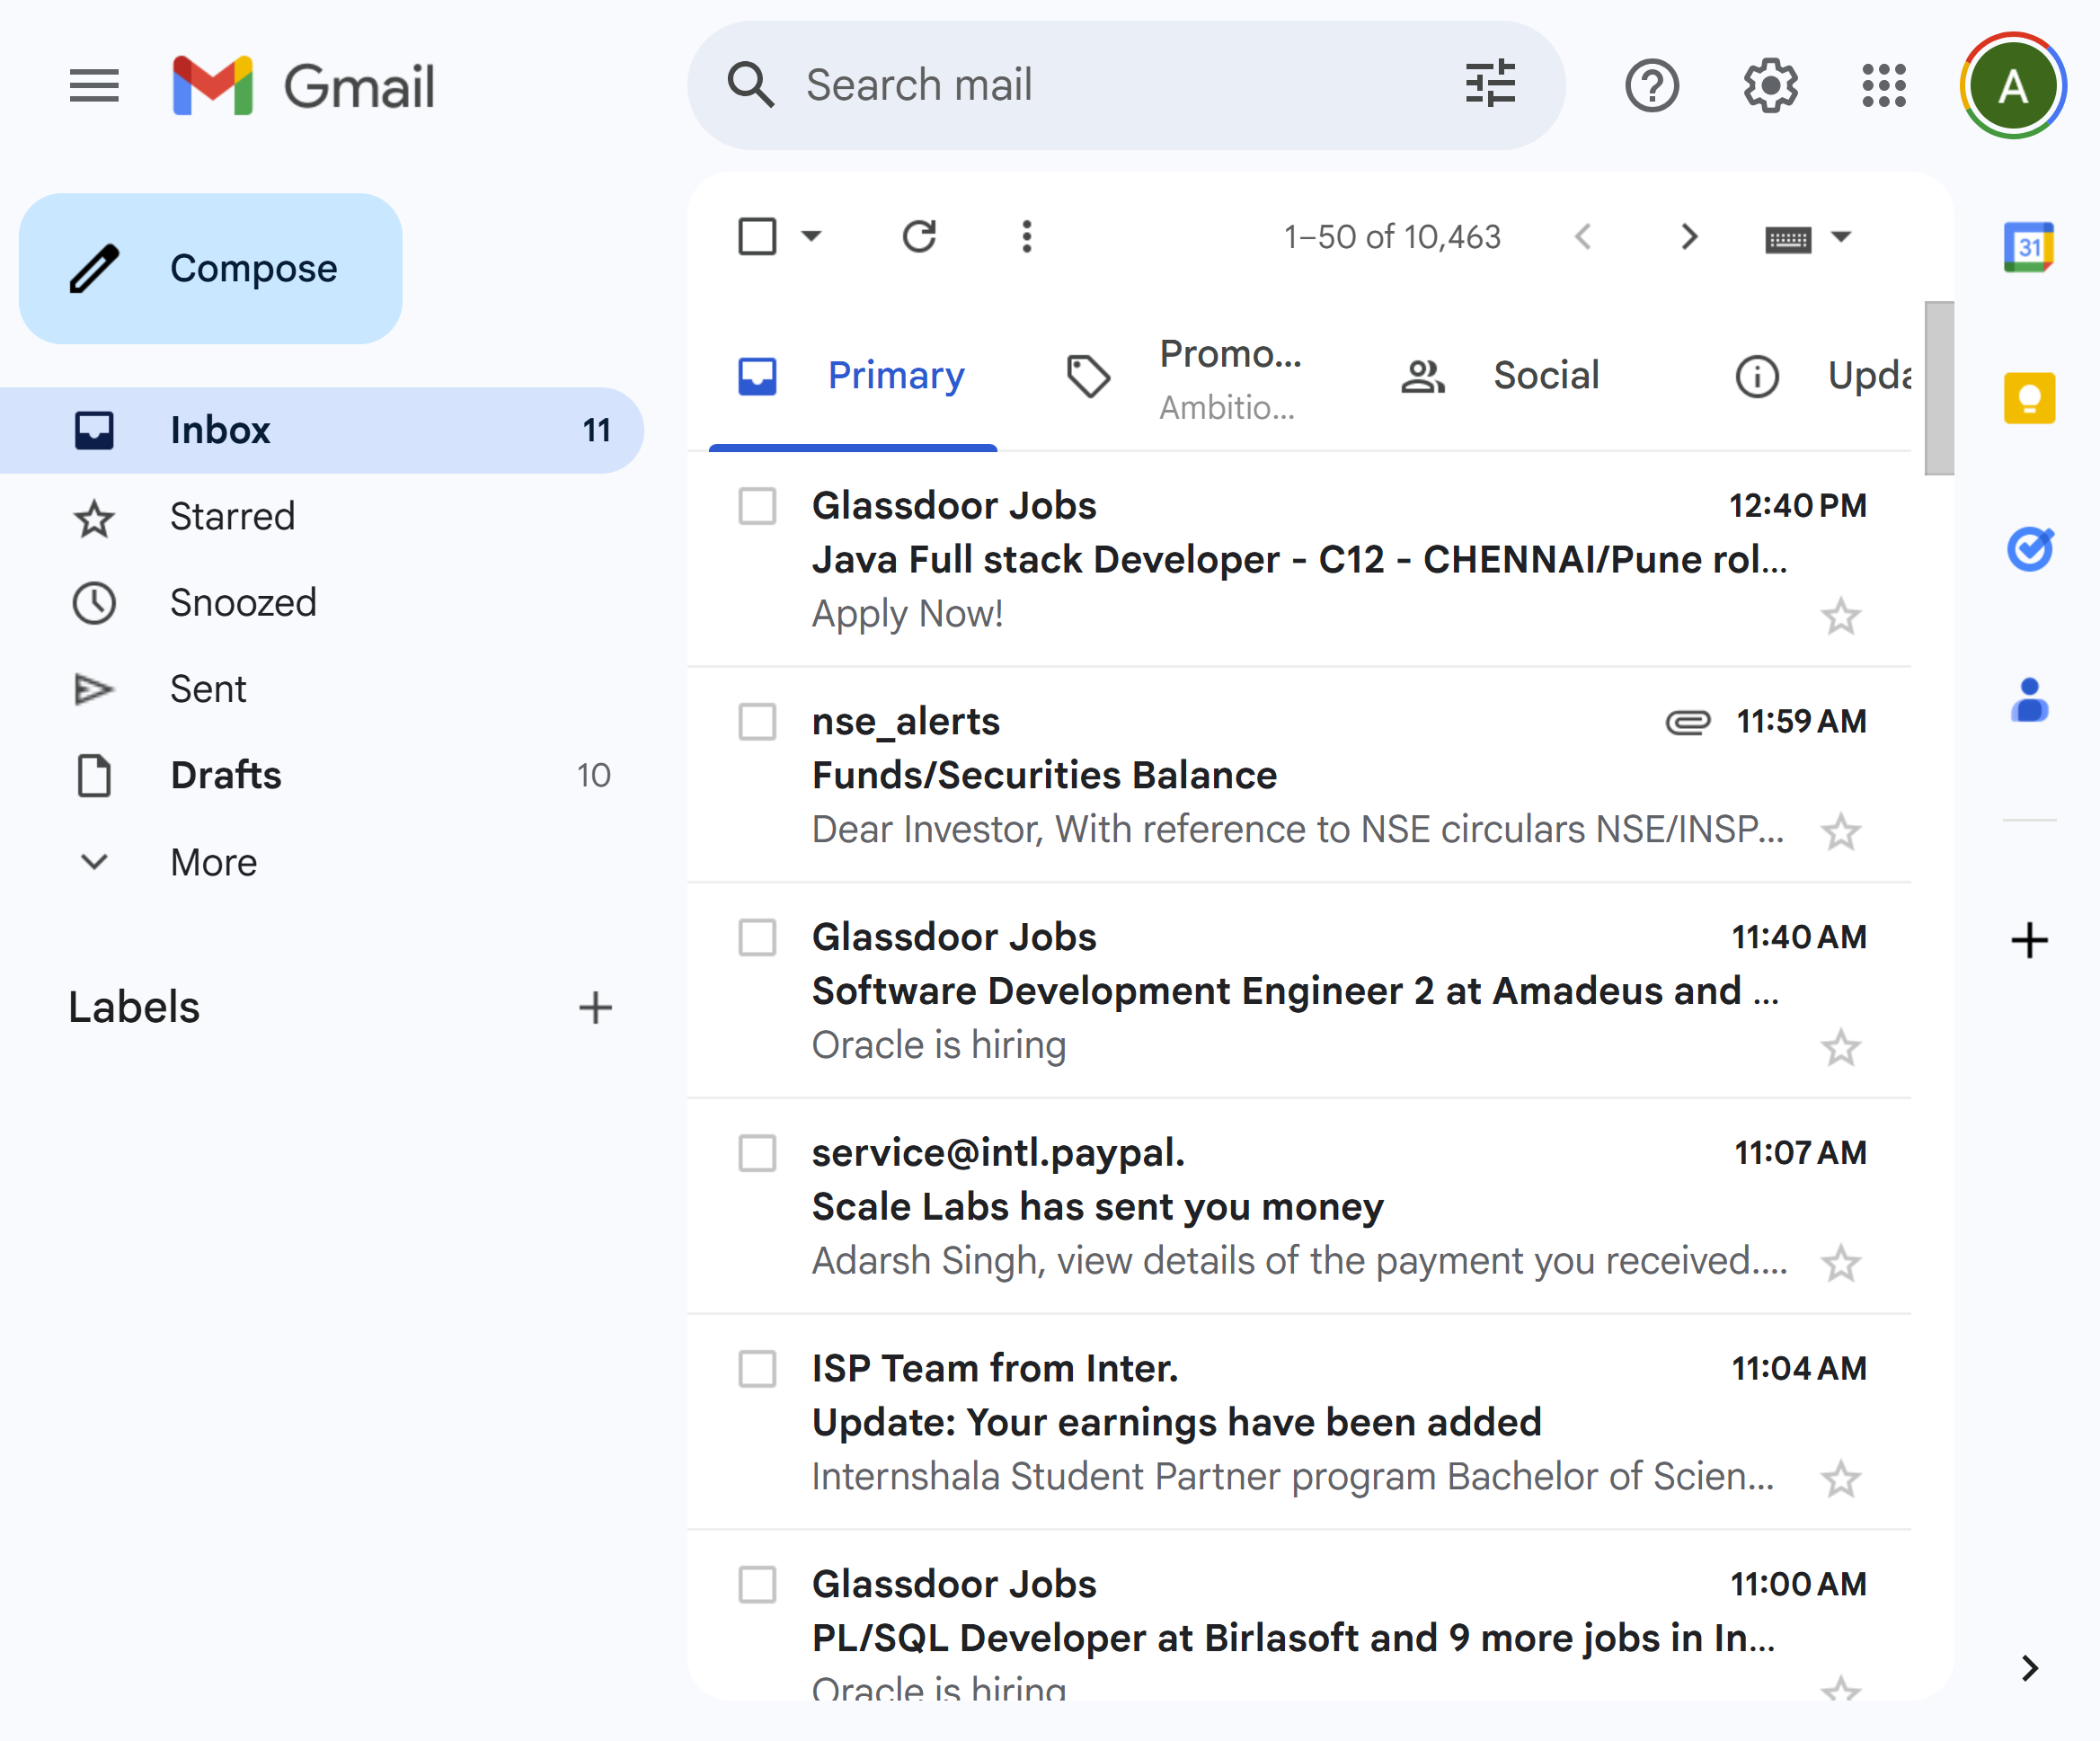 Gmail
Search mail
A
Compose
Inbox 11
Starred
Snoozed
Sent
Drafts 10
More
Labels
1–50 of 10,463
Primary
Promo...
Ambitio...
Social
Upda
Glassdoor Jobs 12:40 PM
Java Full stack Developer - C12 - CHENNAI/Pune rol...
Apply Now!
nse_alerts 11:59 AM
Funds/Securities Balance
Dear Investor, With reference to NSE circulars NSE/INSP...
Glassdoor Jobs 11:40 AM
Software Development Engineer 2 at Amadeus and ...
Oracle is hiring
service@intl.paypal. 11:07 AM
Scale Labs has sent you money
Adarsh Singh, view details of the payment you received....
ISP Team from Inter. 11:04 AM
Update: Your earnings have been added
Internshala Student Partner program Bachelor of Scien...
Glassdoor Jobs 11:00 AM
PL/SQL Developer at Birlasoft and 9 more jobs in In...
Oracle is hiring
31